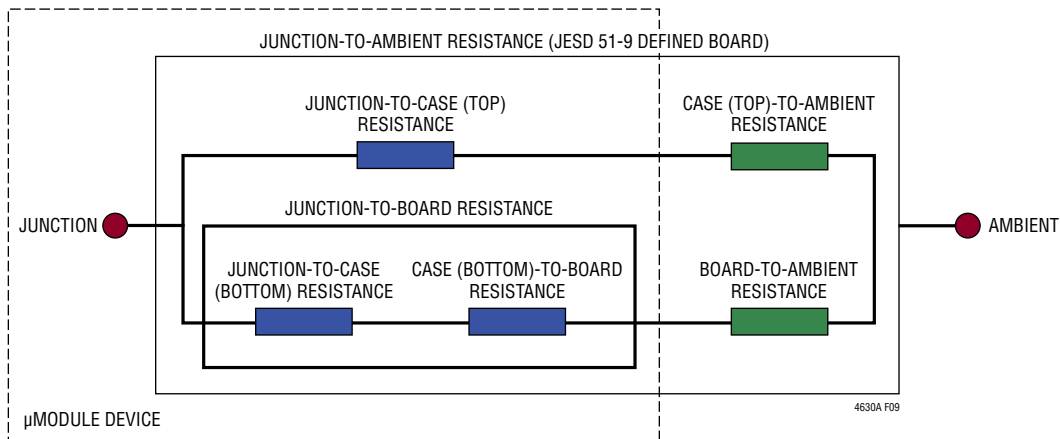 JUNCTION-TO-AMBIENT RESISTANCE (JESD 51-9 DEFINED BOARD)
JUNCTION-TO-CASE (TOP)
RESISTANCE
CASE (TOP)-TO-AMBIENT
RESISTANCE
JUNCTION
JUNCTION-TO-BOARD RESISTANCE
AMBIENT
JUNCTION-TO-CASE
(BOTTOM) RESISTANCE
CASE (BOTTOM)-TO-BOARD
RESISTANCE
BOARD-TO-AMBIENT
RESISTANCE
4630A F09
µMODULE DEVICE